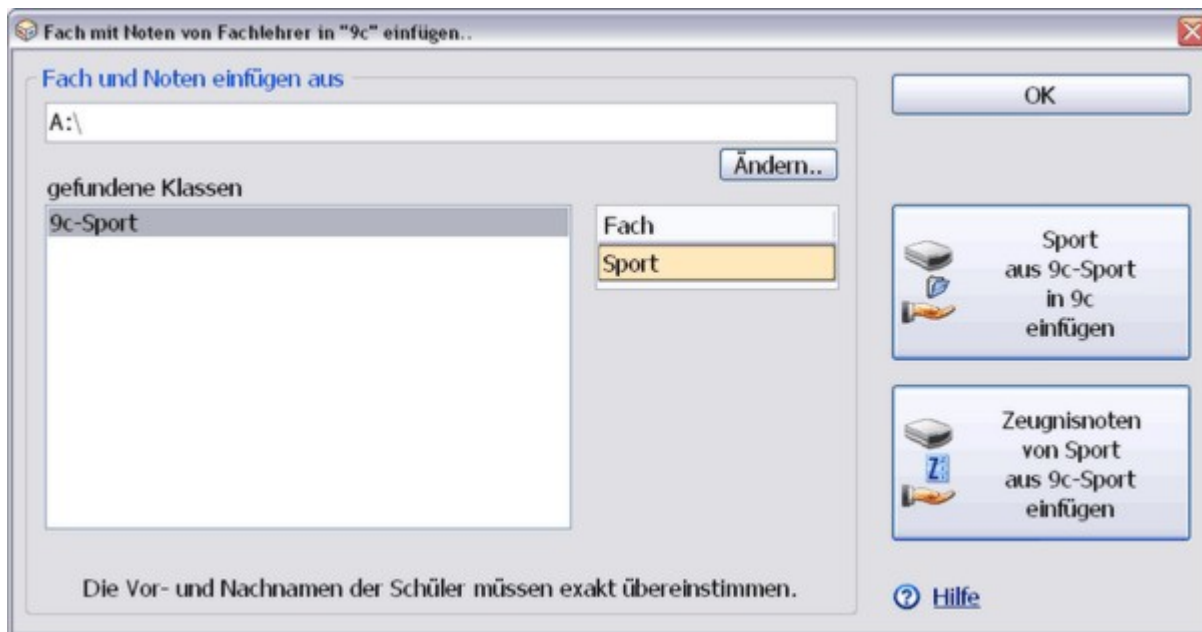 Fach mit Noten von Fachlehrer in "9c" einfügen..
Fach und Noten einfügen aus
A:\
Ändern..
gefundene Klassen
9c-Sport
Fach
Sport
Die Vor- und Nachnamen der Schüler müssen exakt übereinstimmen.
OK
Sport
aus 9c-Sport
in 9c
einfügen
Zeugnisnoten
von Sport
aus 9c-Sport
einfügen
Hilfe